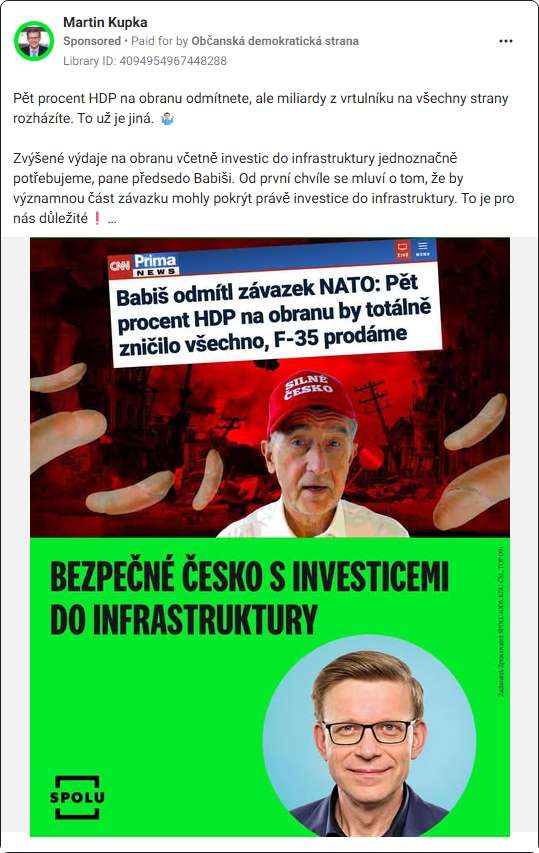 Martin Kupka
Sponsored • Paid for by Občanská demokratická strana
Library ID: 4094954967448288
Pět procent HDP na obranu odmítnete, ale miliardy z vrtulníku na všechny strany
rozházíte. To už je jiná. 🤷🏻‍♂️
Zvýšené výdaje na obranu včetně investic do infrastruktury jednoznačně
potřebujeme, pane předsedo Babiši. Od první chvíle se mluví o tom, že by
významnou část závazku mohly pokrýt právě investice do infrastruktury. To je pro
nás důležité❗...
CNN Prima
NEWS
ŽIVĚ
MENU
Babiš odmítl závazek NATO: Pět
procent HDP na obranu by totálně
zničilo všechno, F-35 prodáme
SILNÉ
ČESKO
BEZPEČNÉ ČESKO S INVESTICEMI
DO INFRASTRUKTURY
Zadavatel/Zpracovatel: SPOLU (ODS, KDU-ČSL, TOP 09)
SPOLU